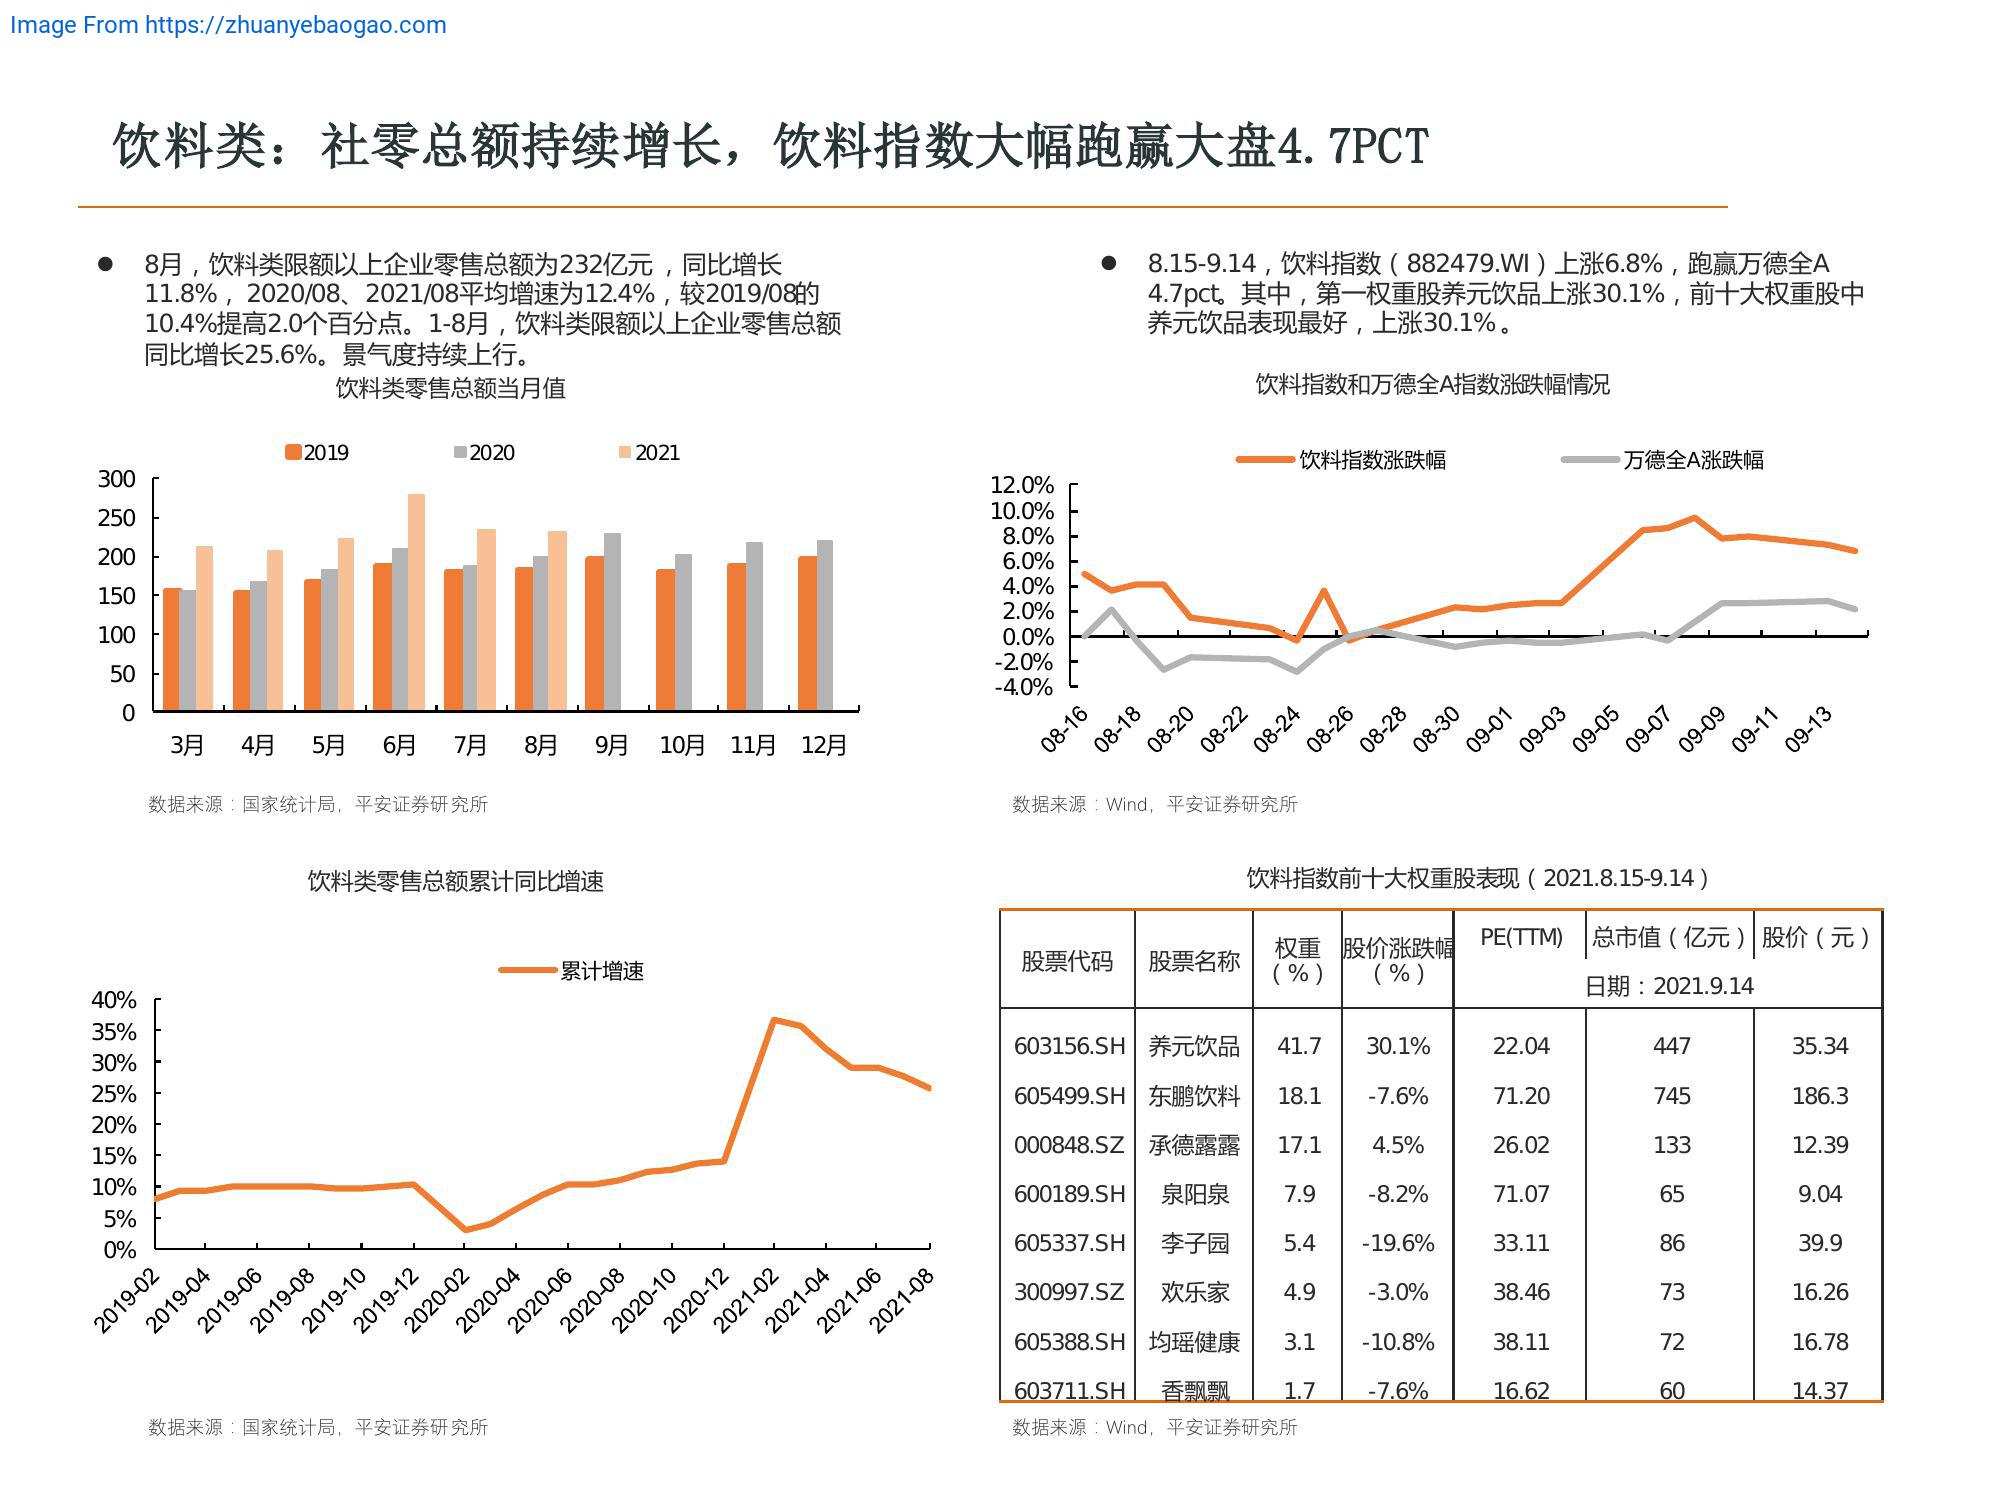 Image From https://zhuanyebaogao.com
饮料类：社零总额持续增长，饮料指数大幅跑赢大盘4.7PCT
● 8月，饮料类限额以上企业零售总额为232亿元，同比增长
11.8%，2020/08、2021/08平均增速为12.4%，较2019/08的
10.4%提高2.0个百分点。1-8月，饮料类限额以上企业零售总额
同比增长25.6%。景气度持续上行。
饮料类零售总额当月值
2019 2020 2021
300
250
200
150
100
50
0
3月 4月 5月 6月 7月 8月 9月 10月 11月 12月
数据来源：国家统计局，平安证券研究所
● 8.15-9.14，饮料指数（882479.WI）上涨6.8%，跑赢万德全A
4.7pct。其中，第一权重股养元饮品上涨30.1%，前十大权重股中
养元饮品表现最好，上涨30.1%。
饮料指数和万德全A指数涨跌幅情况
饮料指数涨跌幅 万德全A涨跌幅
12.0%
10.0%
8.0%
6.0%
4.0%
2.0%
0.0%
-2.0%
-4.0%
08-16 08-18 08-20 08-22 08-24 08-26 08-28 08-30 09-01 09-03 09-05 09-07 09-09 09-11 09-13
数据来源：Wind，平安证券研究所
饮料类零售总额累计同比增速
累计增速
40%
35%
30%
25%
20%
15%
10%
5%
0%
2019-02 2019-04 2019-06 2019-08 2019-10 2019-12 2020-02 2020-04 2020-06 2020-08 2020-10 2020-12 2021-02 2021-04 2021-06 2021-08
数据来源：国家统计局，平安证券研究所
饮料指数前十大权重股表现（2021.8.15-9.14）
股票代码 股票名称 权重（%） 股价涨跌幅（%） PE(TTM) 总市值（亿元） 股价（元）
日期：2021.9.14
603156.SH 养元饮品 41.7 30.1% 22.04 447 35.34
605499.SH 东鹏饮料 18.1 -7.6% 71.20 745 186.3
000848.SZ 承德露露 17.1 4.5% 26.02 133 12.39
600189.SH 泉阳泉 7.9 -8.2% 71.07 65 9.04
605337.SH 李子园 5.4 -19.6% 33.11 86 39.9
300997.SZ 欢乐家 4.9 -3.0% 38.46 73 16.26
605388.SH 均瑶健康 3.1 -10.8% 38.11 72 16.78
603711.SH 香飘飘 1.7 -7.6% 16.62 60 14.37
数据来源：Wind，平安证券研究所